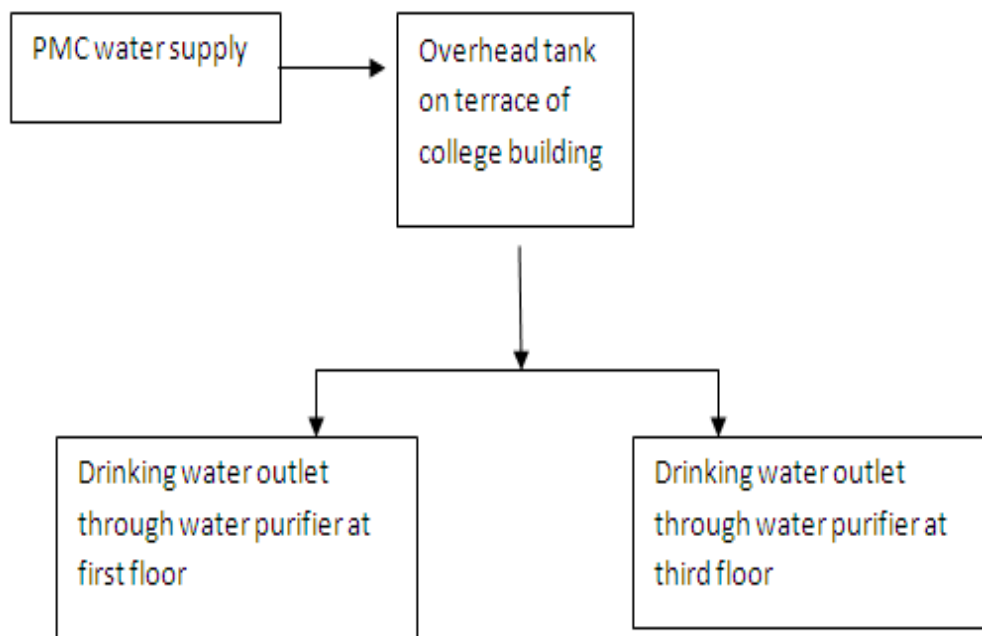 PMC water supply
Overhead tank
on terrace of
college building
Drinking water outlet
through water purifier at
first floor
Drinking water outlet
through water purifier at
third floor